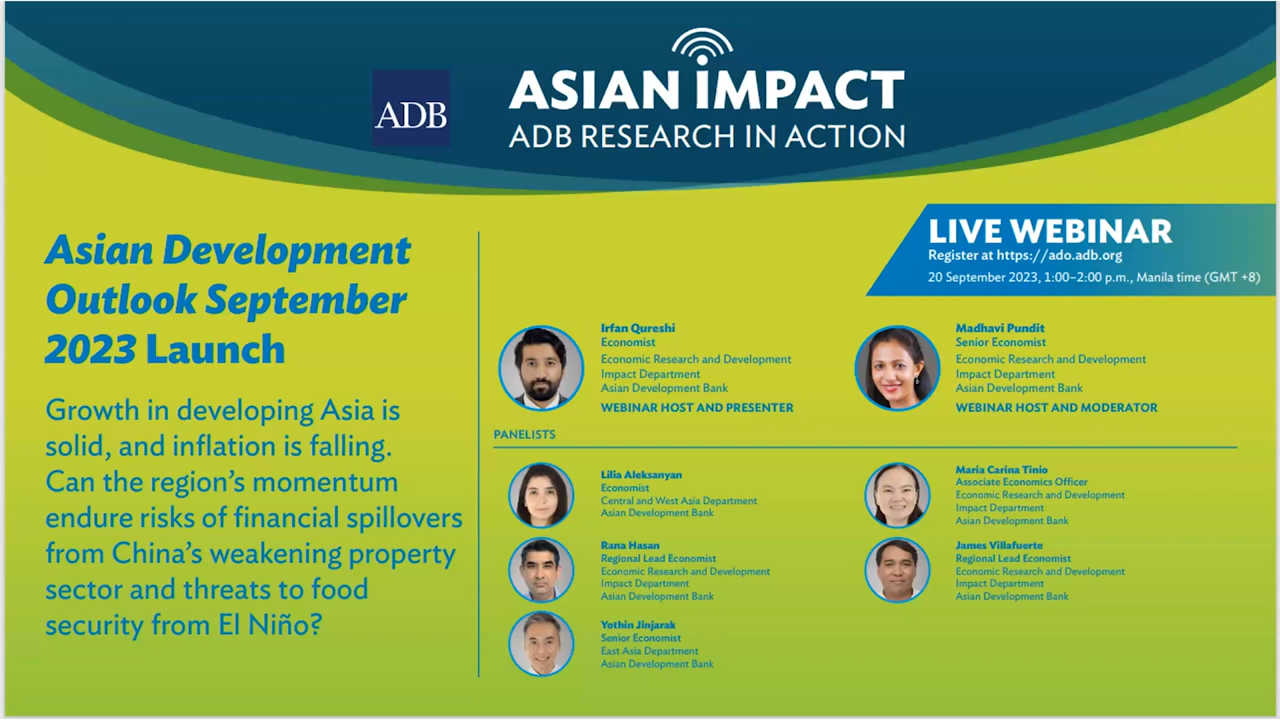 ADB
ASIAN IMPACT
ADB RESEARCH IN ACTION
Asian Development
Outlook September
2023 Launch
Growth in developing Asia is
solid, and inflation is falling.
Can the region's momentum
endure risks of financial spillovers
from China's weakening property
sector and threats to food
security from El Niño?
LIVE WEBINAR
Register at https://ado.adb.org
20 September 2023, 1:00–2:00 p.m., Manila time (GMT +8)
Irfan Qureshi
Economist
Economic Research and Development
Impact Department
Asian Development Bank
WEBINAR HOST AND PRESENTER
Madhavi Pundit
Senior Economist
Economic Research and Development
Impact Department
Asian Development Bank
WEBINAR HOST AND MODERATOR
PANELISTS
Lilia Aleksanyan
Economist
Central and West Asia Department
Asian Development Bank
Maria Carina Tinio
Associate Economics Officer
Economic Research and Development
Impact Department
Asian Development Bank
Rana Hasan
Regional Lead Economist
Economic Research and Development
Impact Department
Asian Development Bank
James Villafuerte
Regional Lead Economist
Economic Research and Development
Impact Department
Asian Development Bank
Yothin Jinjarak
Senior Economist
East Asia Department
Asian Development Bank